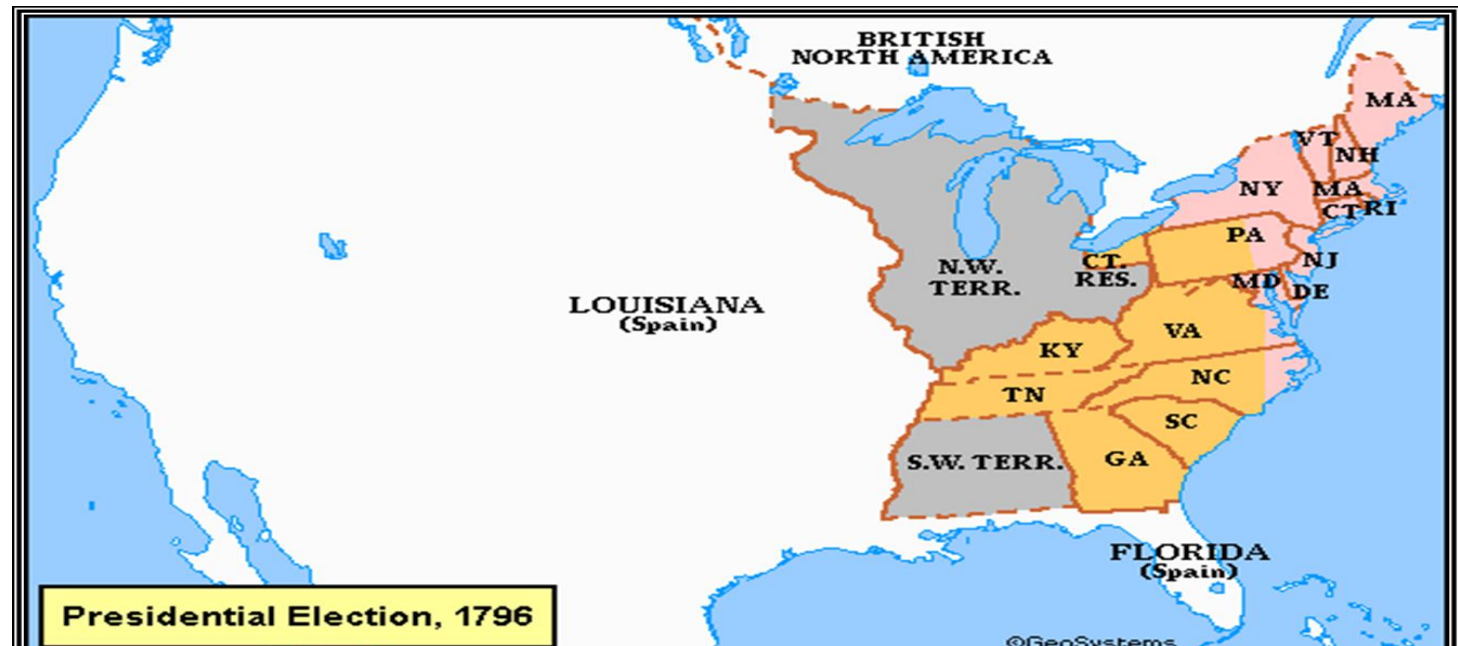 BRITISH
NORTH AMERICA
MA
VT
NH
NY
MA
CT
RI
PA
NJ
CT.
RES.
N.W.
TERR.
MD
DE
LOUISIANA
(Spain)
VA
KY
NC
TN
SC
S.W. TERR.
GA
FLORIDA
(Spain)
Presidential Election, 1796
©GeoSystems